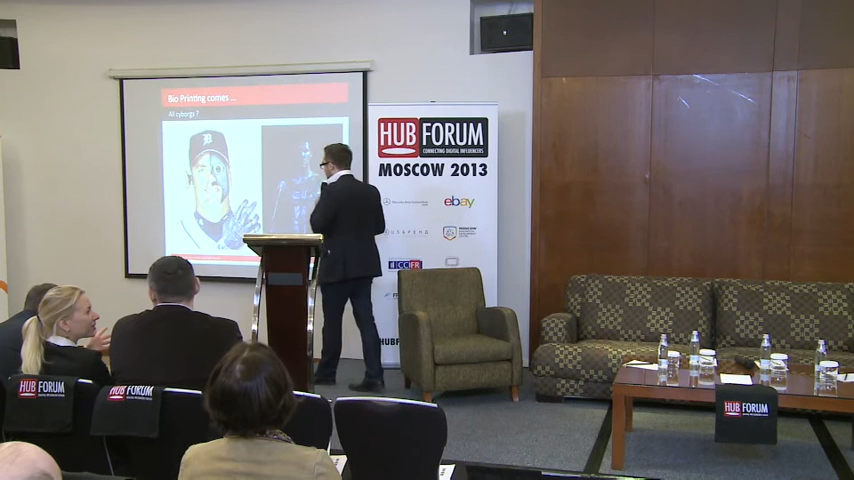 Bio Printing comes ...
All cyborgs ?
D
HUB FORUM
CONNECTING DIGITAL INFLUENCERS
MOSCOW 2013
ebay
CCIFR
HUB FORUM
HUB FORUM
HUB FORUM